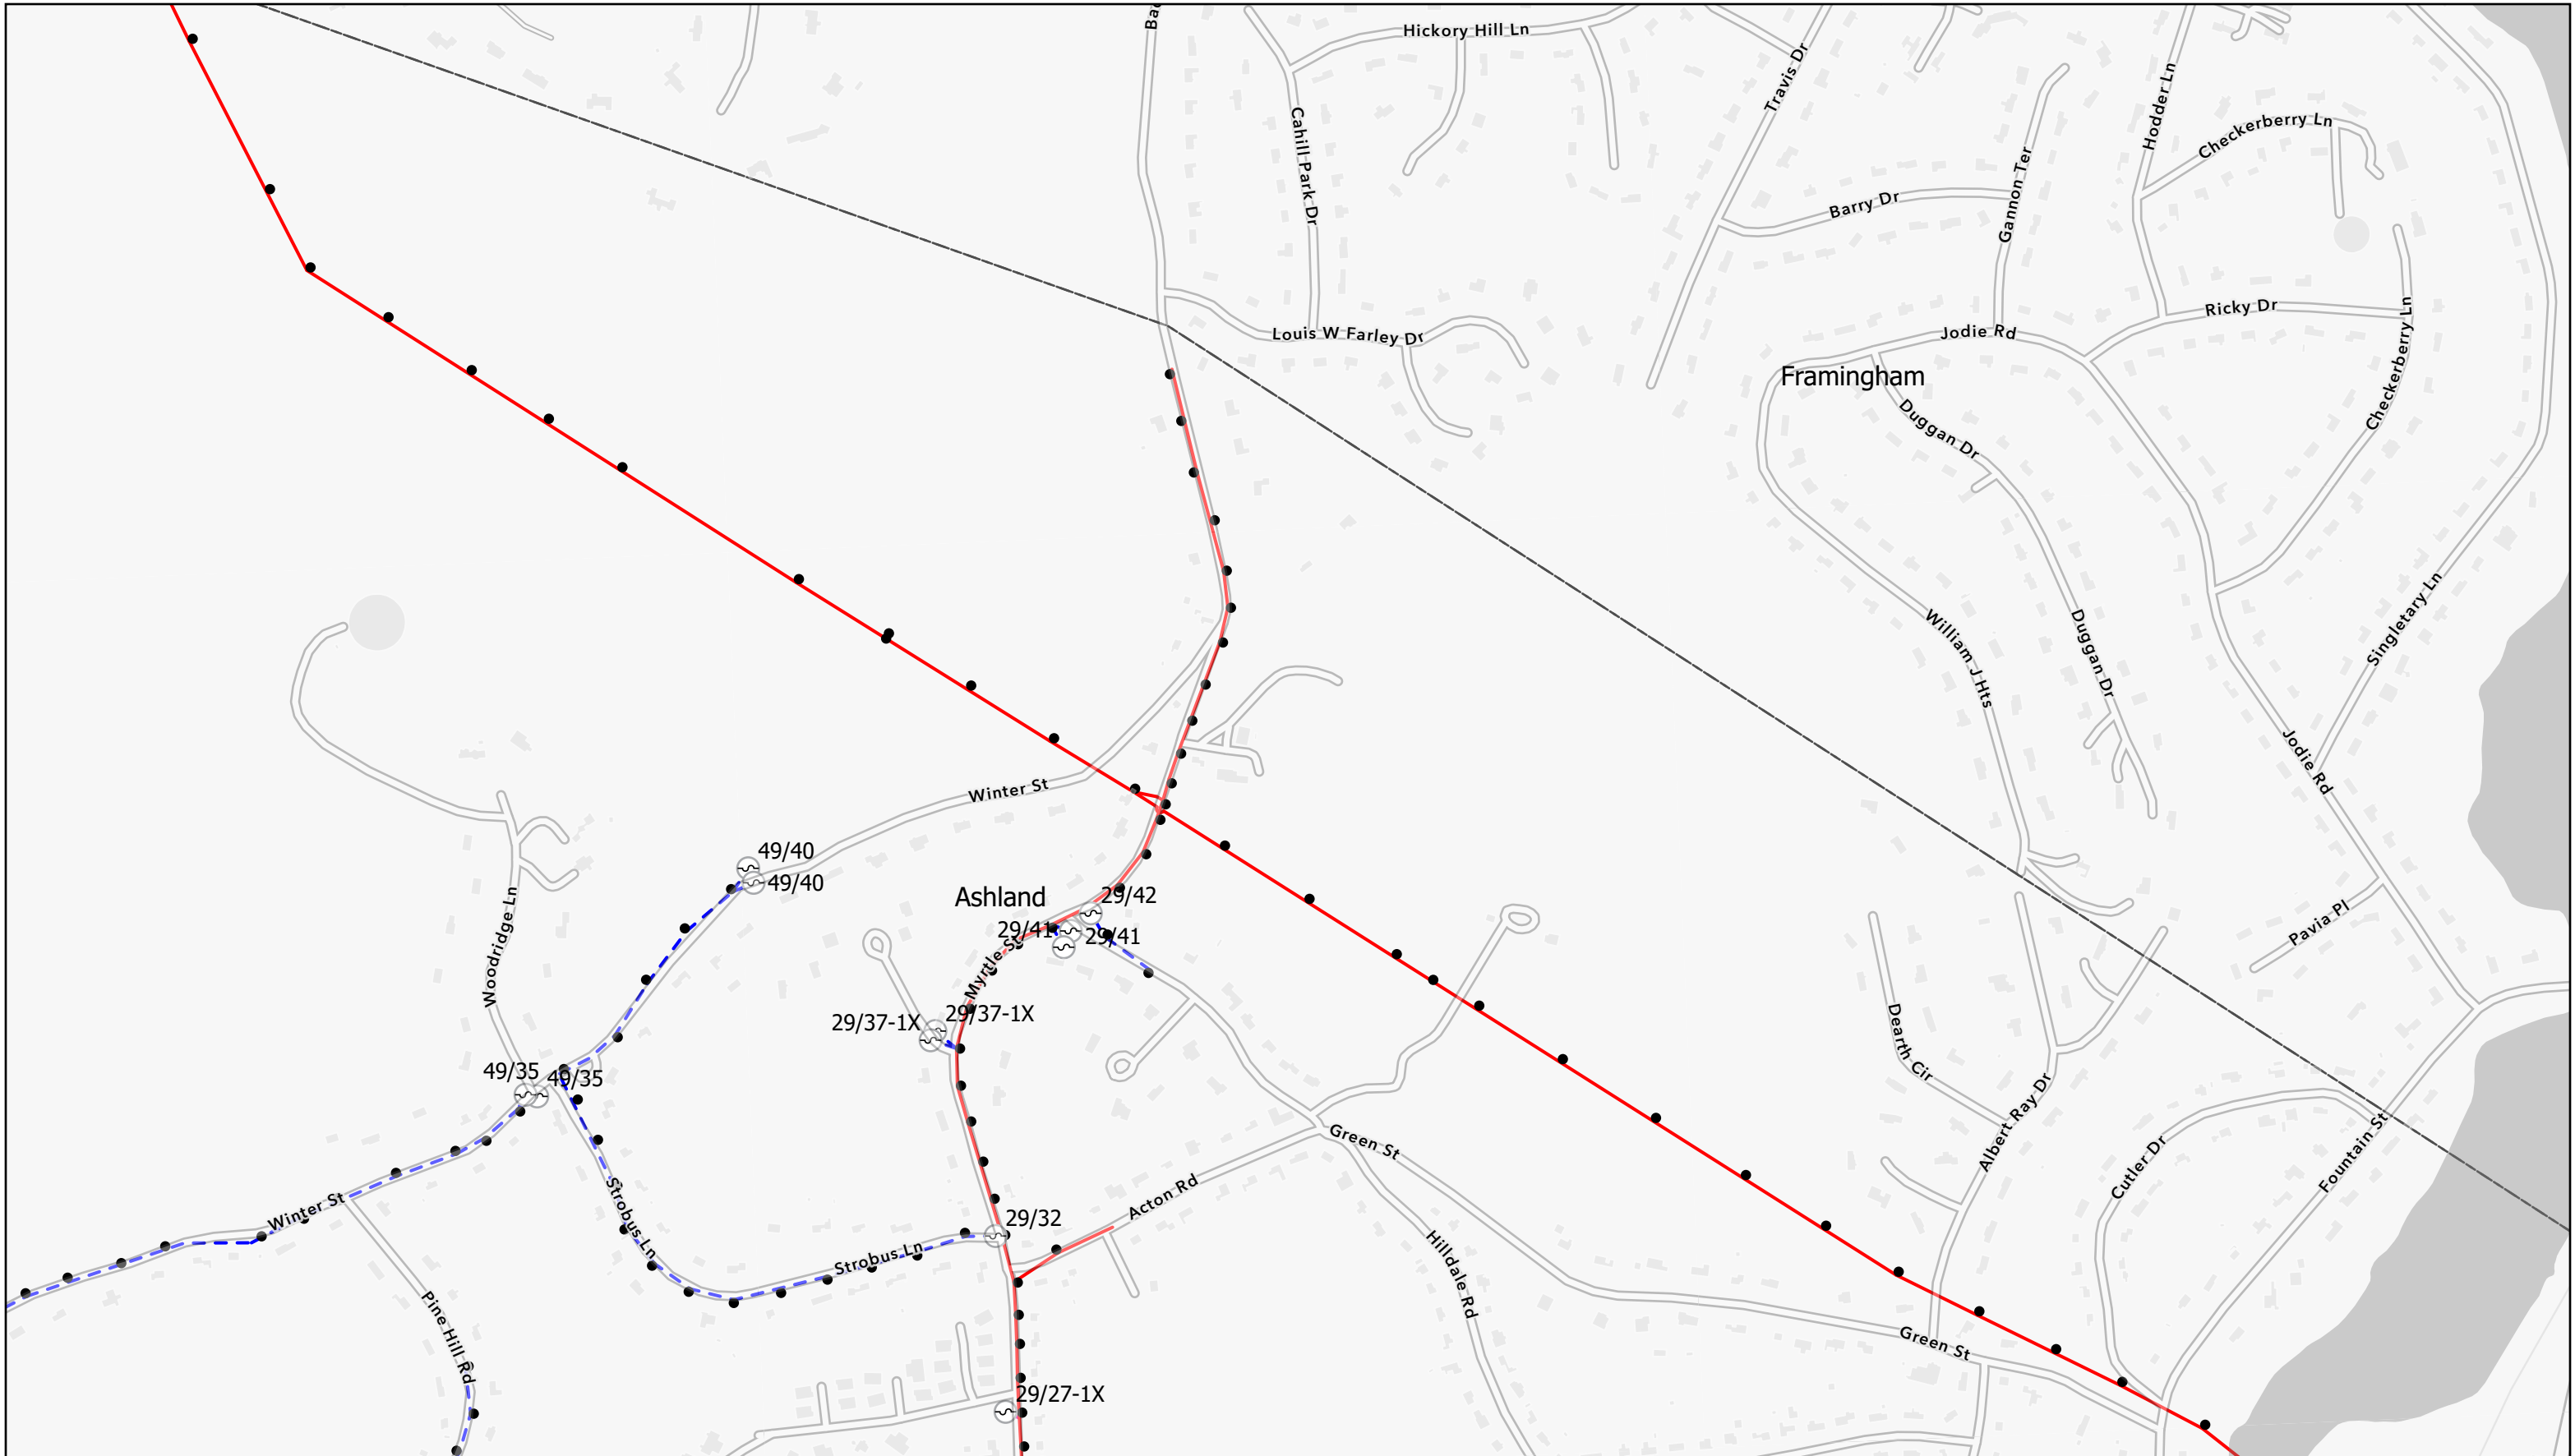 Hickory Hill Ln
Travis Dr
Hodder Ln
Checkerberry Ln
Cahill Park Dr
Gannon Ter
Barry Dr
Ricky Dr
Louis W Farley Dr
Jodie Rd
Checkerberry Ln
Framingham
Duggan Dr
Singletary Ln
William J Hts
Duggan Dr
Jodie Rd
Winter St
49/40
49/40
Ashland
29/42
29/41
29/41
Woodridge Ln
Myrtle St
Pavia Pl
29/37-1X
29/37-1X
Dearth Cir
49/35
49/35
Albert Ray Dr
Green St
Cutler Dr
Fountain St
Acton Rd
Winter St
Strobus Ln
29/32
Strobus Ln
Hilldale Rd
Pine Hill Rd
Green St
29/27-1X